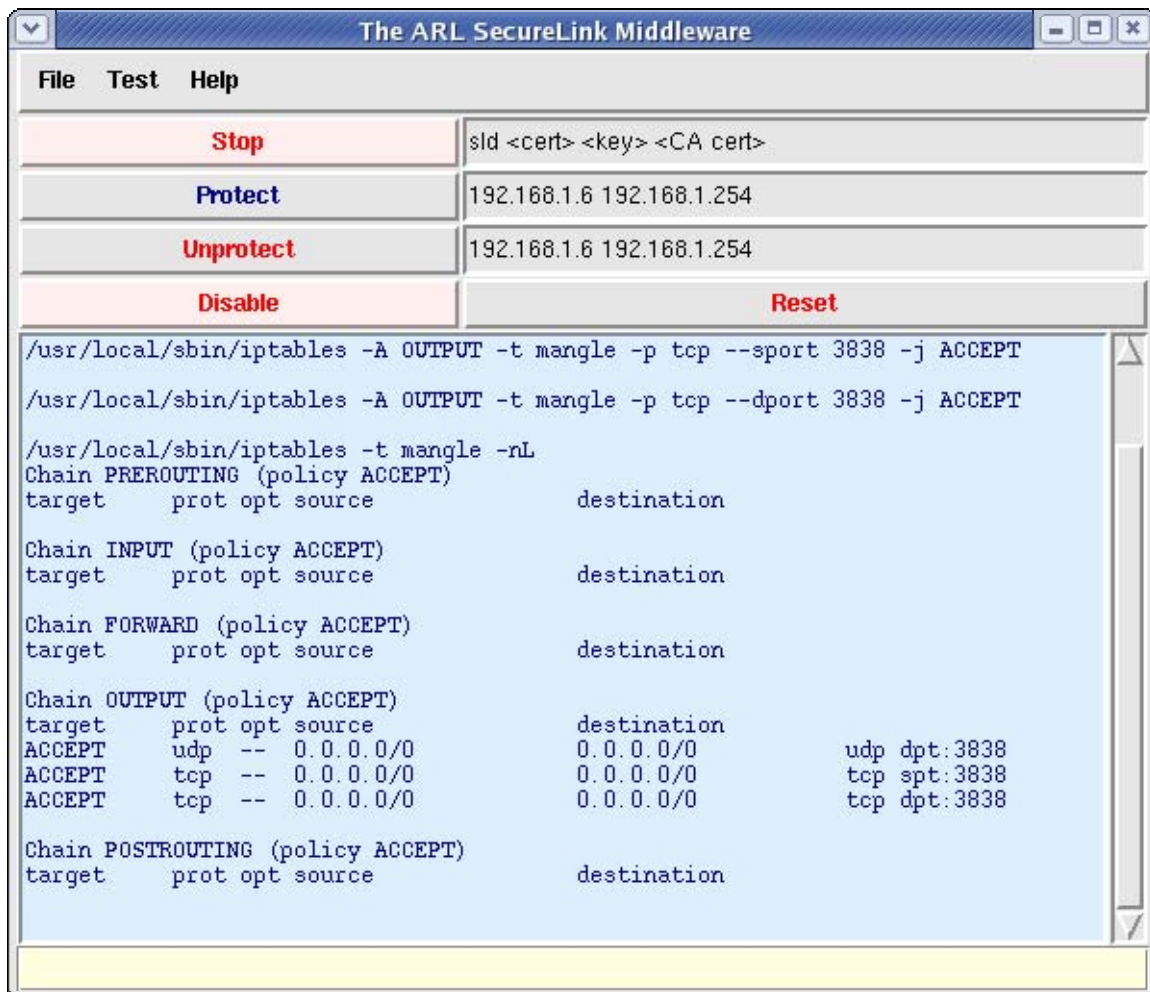 The ARL SecureLink Middleware
File Test Help
Stop sld <cert> <key> <CA cert>
Protect 192.168.1.6 192.168.1.254
Unprotect 192.168.1.6 192.168.1.254
Disable Reset
/usr/local/sbin/iptables -A OUTPUT -t mangle -p tcp --sport 3838 -j ACCEPT
/usr/local/sbin/iptables -A OUTPUT -t mangle -p tcp --dport 3838 -j ACCEPT
/usr/local/sbin/iptables -t mangle -nL
Chain PREROUTING (policy ACCEPT)
target prot opt source destination
Chain INPUT (policy ACCEPT)
target prot opt source destination
Chain FORWARD (policy ACCEPT)
target prot opt source destination
Chain OUTPUT (policy ACCEPT)
target prot opt source destination
ACCEPT udp -- 0.0.0.0/0 0.0.0.0/0 udp dpt:3838
ACCEPT tcp -- 0.0.0.0/0 0.0.0.0/0 tcp spt:3838
ACCEPT tcp -- 0.0.0.0/0 0.0.0.0/0 tcp dpt:3838
Chain POSTROUTING (policy ACCEPT)
target prot opt source destination